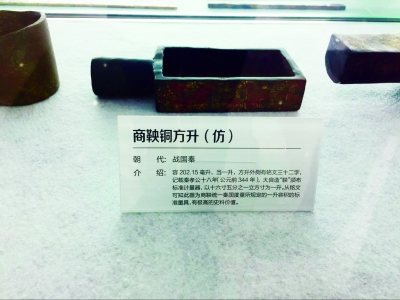 商鞅铜方升（仿）
朝 代：战国秦
介 绍：容 202.15 毫升，当一升，方升外侧有铭文三十二字，
记载秦孝公十八年（公元前 344 年），大良造"鞅"颁布
标准计量器，以十六寸五分之一立方寸为一升，从铭文
可知此器为商鞅统一秦国度量所规定的一升容积的标
准量具，有极高的史料价值。